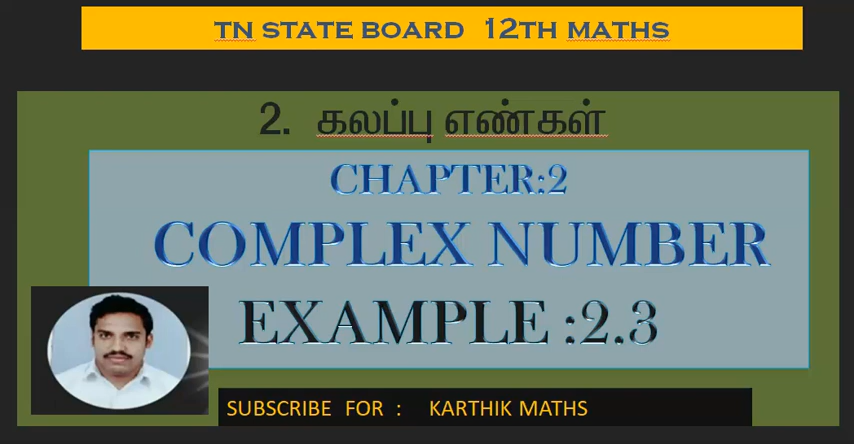 TN STATE BOARD 12TH MATHS
2. கலப்பு எண்கள்
CHAPTER:2
COMPLEX NUMBER
EXAMPLE :2.3
SUBSCRIBE FOR : KARTHIK MATHS